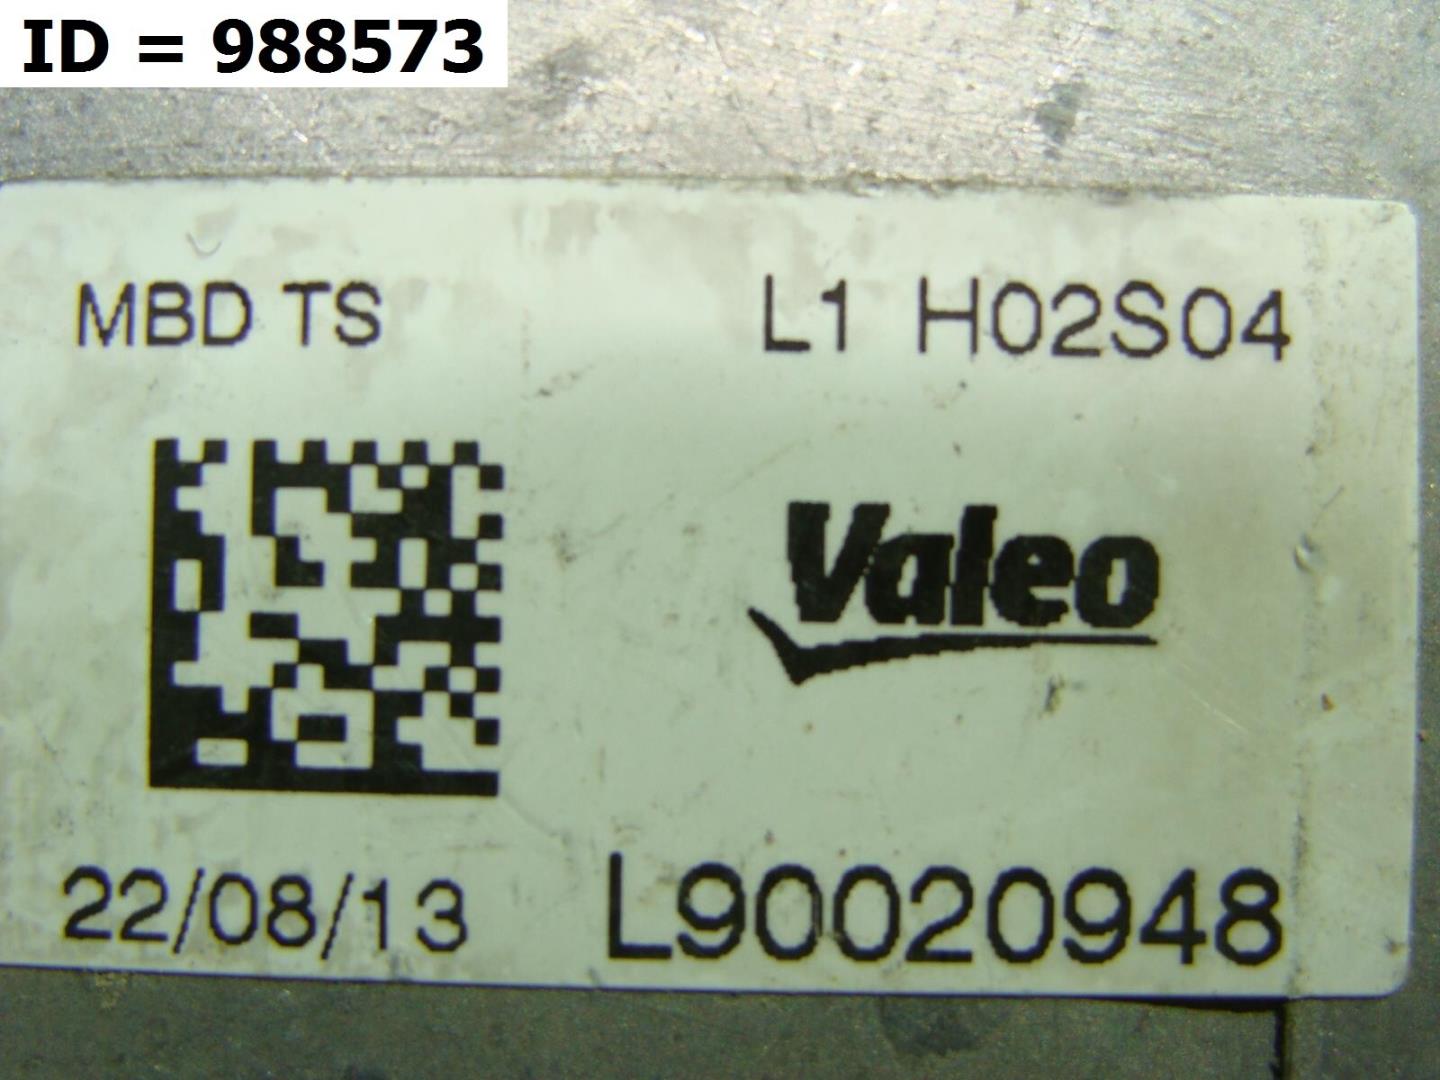 ID = 988573
MBD TS L1 H02S04
Valeo
22/08/13 L90020948